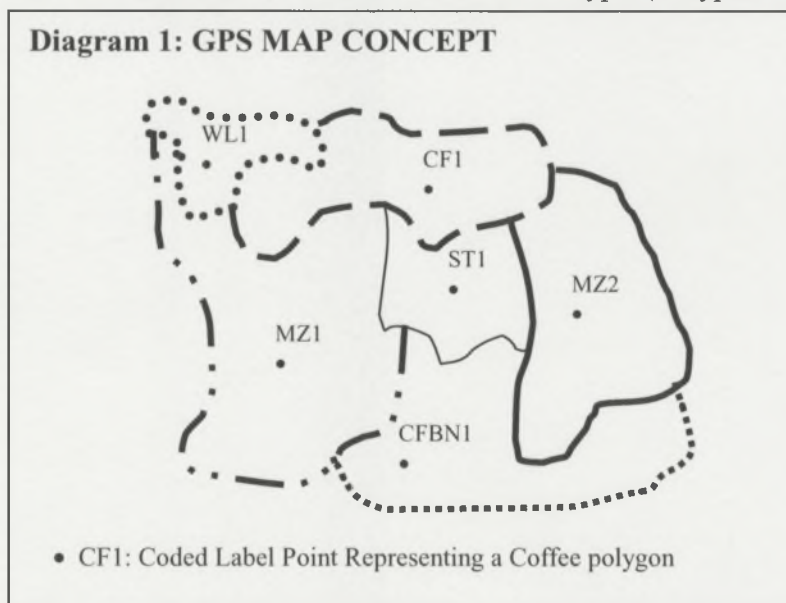 Diagram 1: GPS MAP CONCEPT
WL1
CF1
ST1
MZ2
MZ1
CFBN1
• CF1: Coded Label Point Representing a Coffee polygon